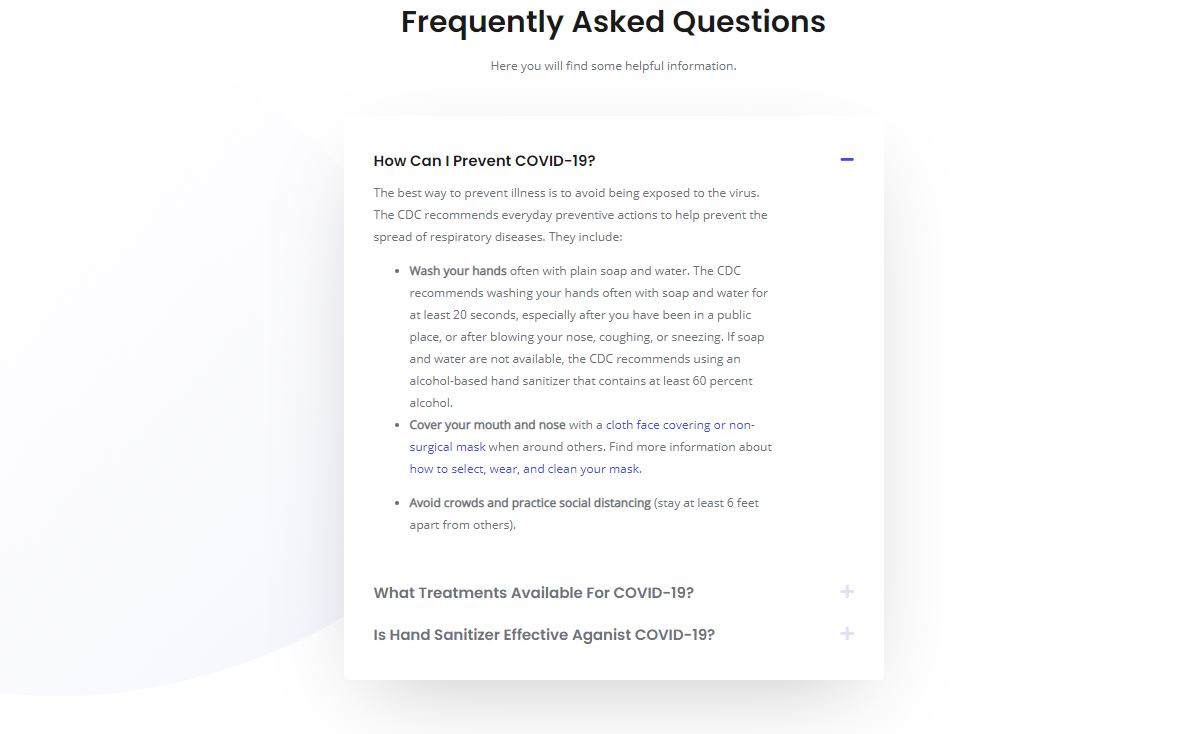 Frequently Asked Questions
Here you will find some helpful information.
How Can I Prevent COVID-19?
The best way to prevent illness is to avoid being exposed to the virus.
The CDC recommends everyday preventive actions to help prevent the
spread of respiratory diseases. They include:
• Wash your hands often with plain soap and water. The CDC
recommends washing your hands often with soap and water for
at least 20 seconds, especially after you have been in a public
place, or after blowing your nose, coughing, or sneezing. If soap
and water are not available, the CDC recommends using an
alcohol-based hand sanitizer that contains at least 60 percent
alcohol.
• Cover your mouth and nose with a cloth face covering or non-
surgical mask when around others. Find more information about
how to select, wear, and clean your mask.
• Avoid crowds and practice social distancing (stay at least 6 feet
apart from others).
What Treatments Available For COVID-19?
Is Hand Sanitizer Effective Aganist COVID-19?